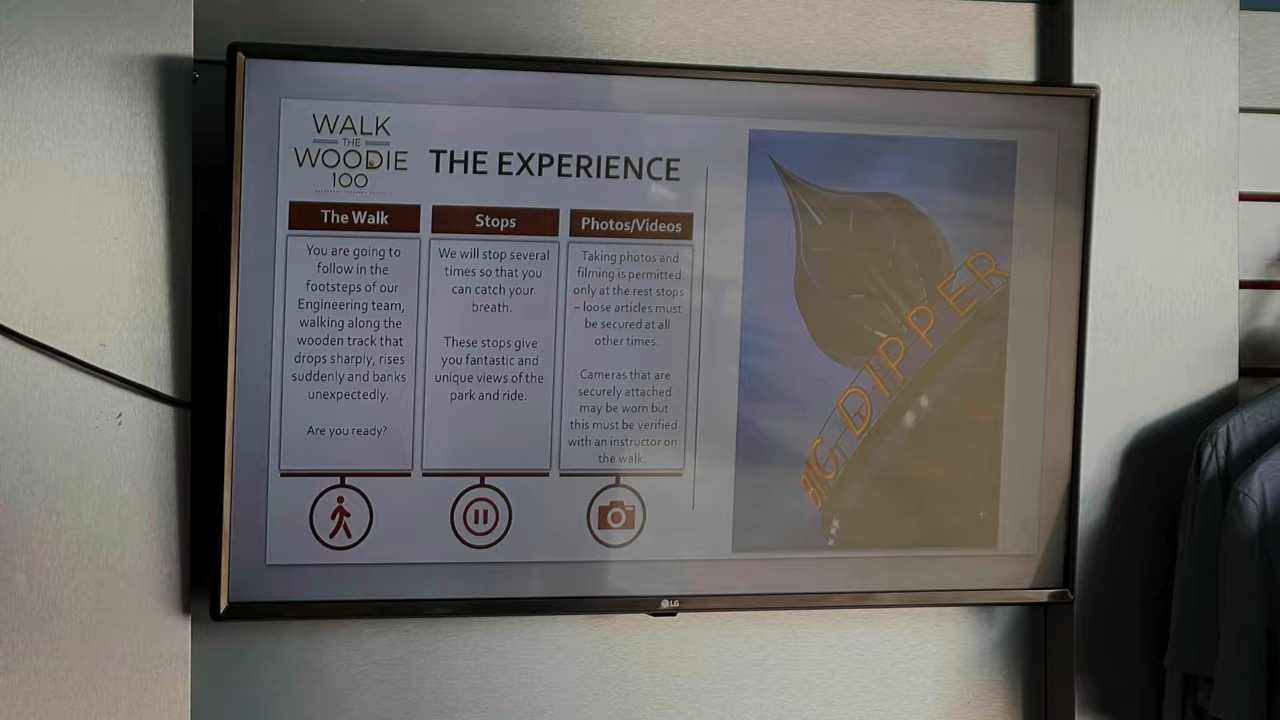 WALK
THE
WOODIE
100
THE EXPERIENCE
The Walk
You are going to
follow in the
footsteps of our
Engineering team,
walking along the
wooden track that
drops sharply, rises
suddenly and banks
unexpectedly.
Are you ready?
Stops
We will stop several
times so that you
can catch your
breath.
These stops give
you fantastic and
unique views of the
park and ride.
Photos/Videos
Taking photos and
filming is permitted
only at the rest stops
– loose articles must
be secured at all
other times.
Cameras that are
securely attached
may be worn but
this must be verified
with an instructor on
the walk.
BIG DIPPER
LG